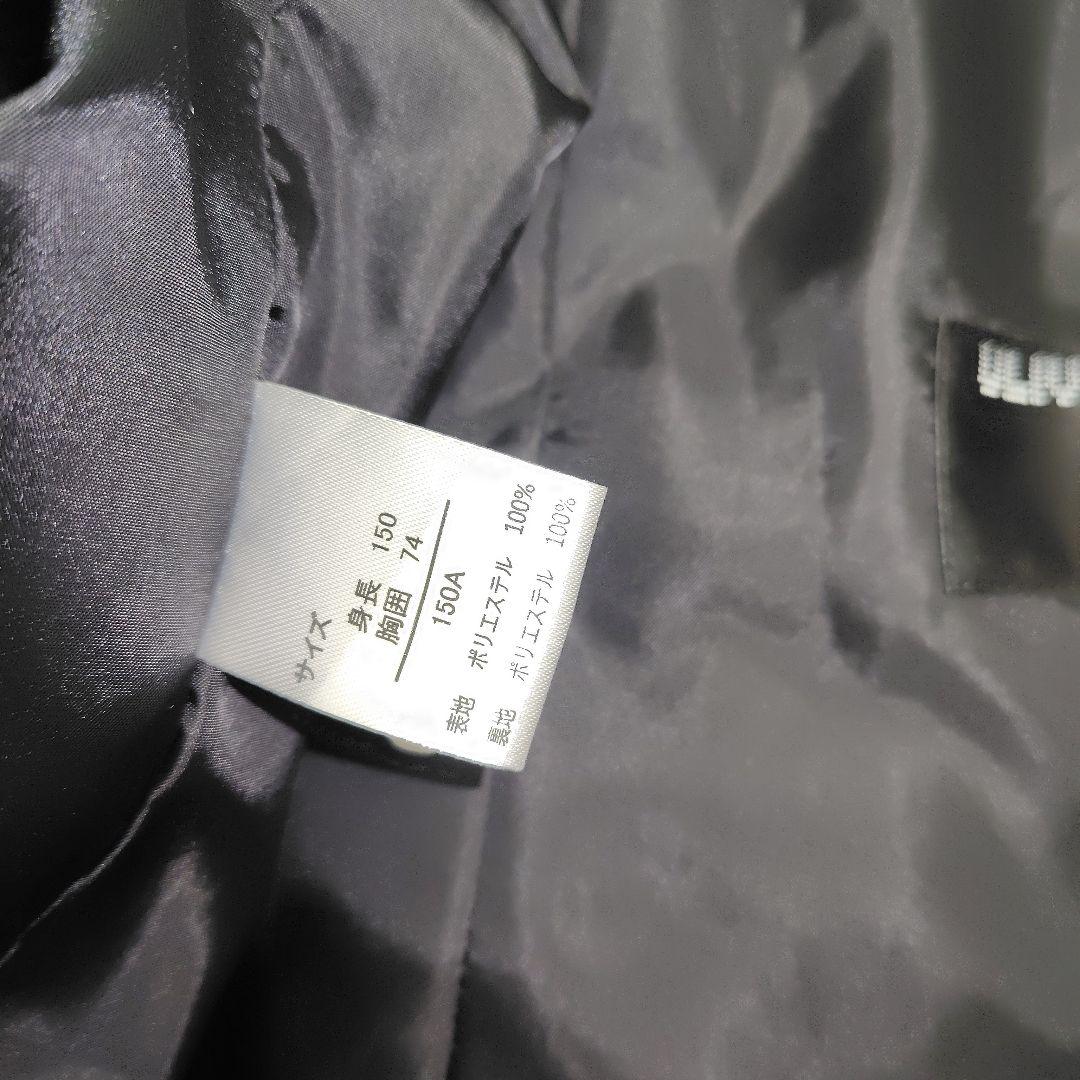 サイズ
身長 150
胸囲 74
150A
表地 ポリエステル 100%
裏地 ポリエステル 100%